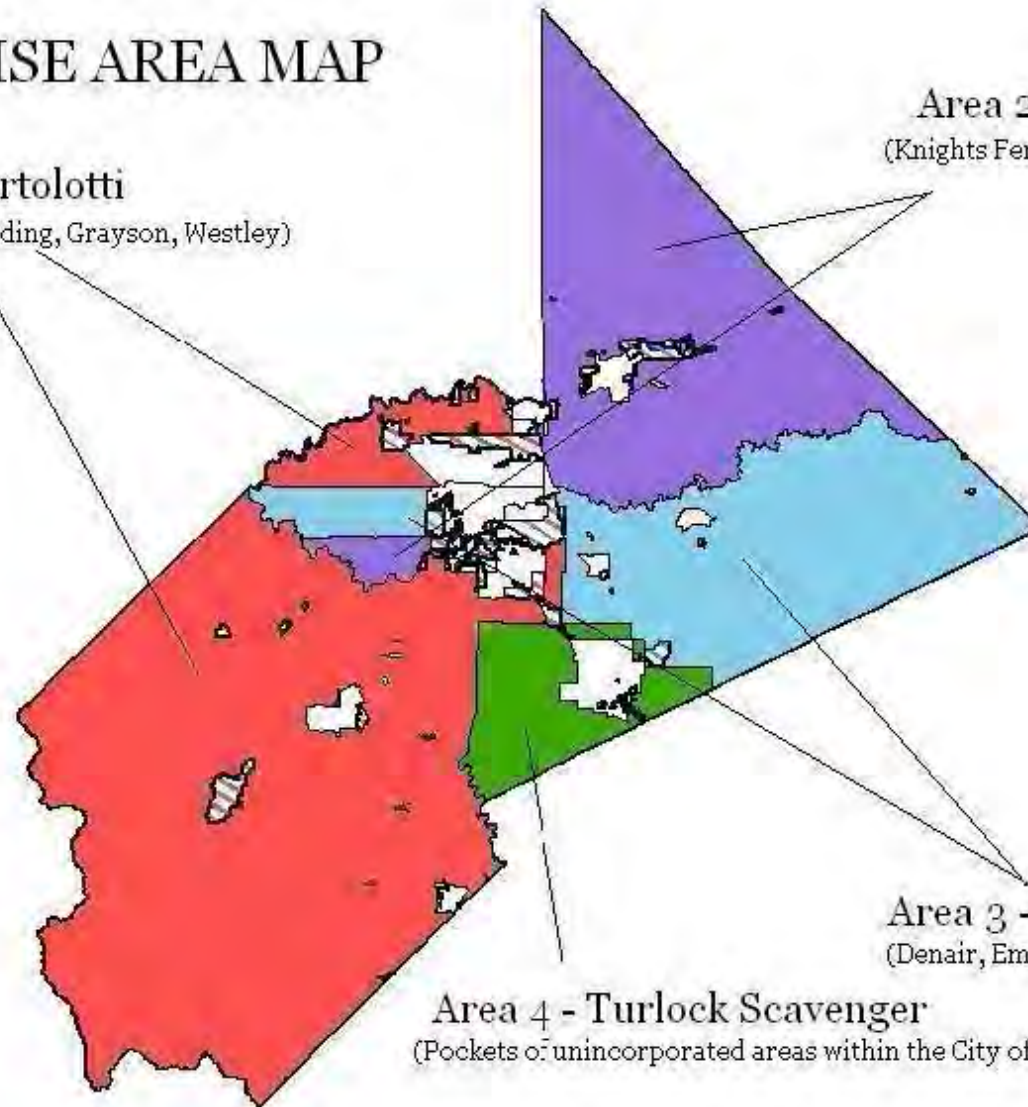 ISE AREA MAP
Area 2
(Knights Fer
rtolotti
ding, Grayson, Westley)
Area 3 -
(Denair, Em
Area 4 - Turlock Scavenger
(Pockets of unincorporated areas within the City of